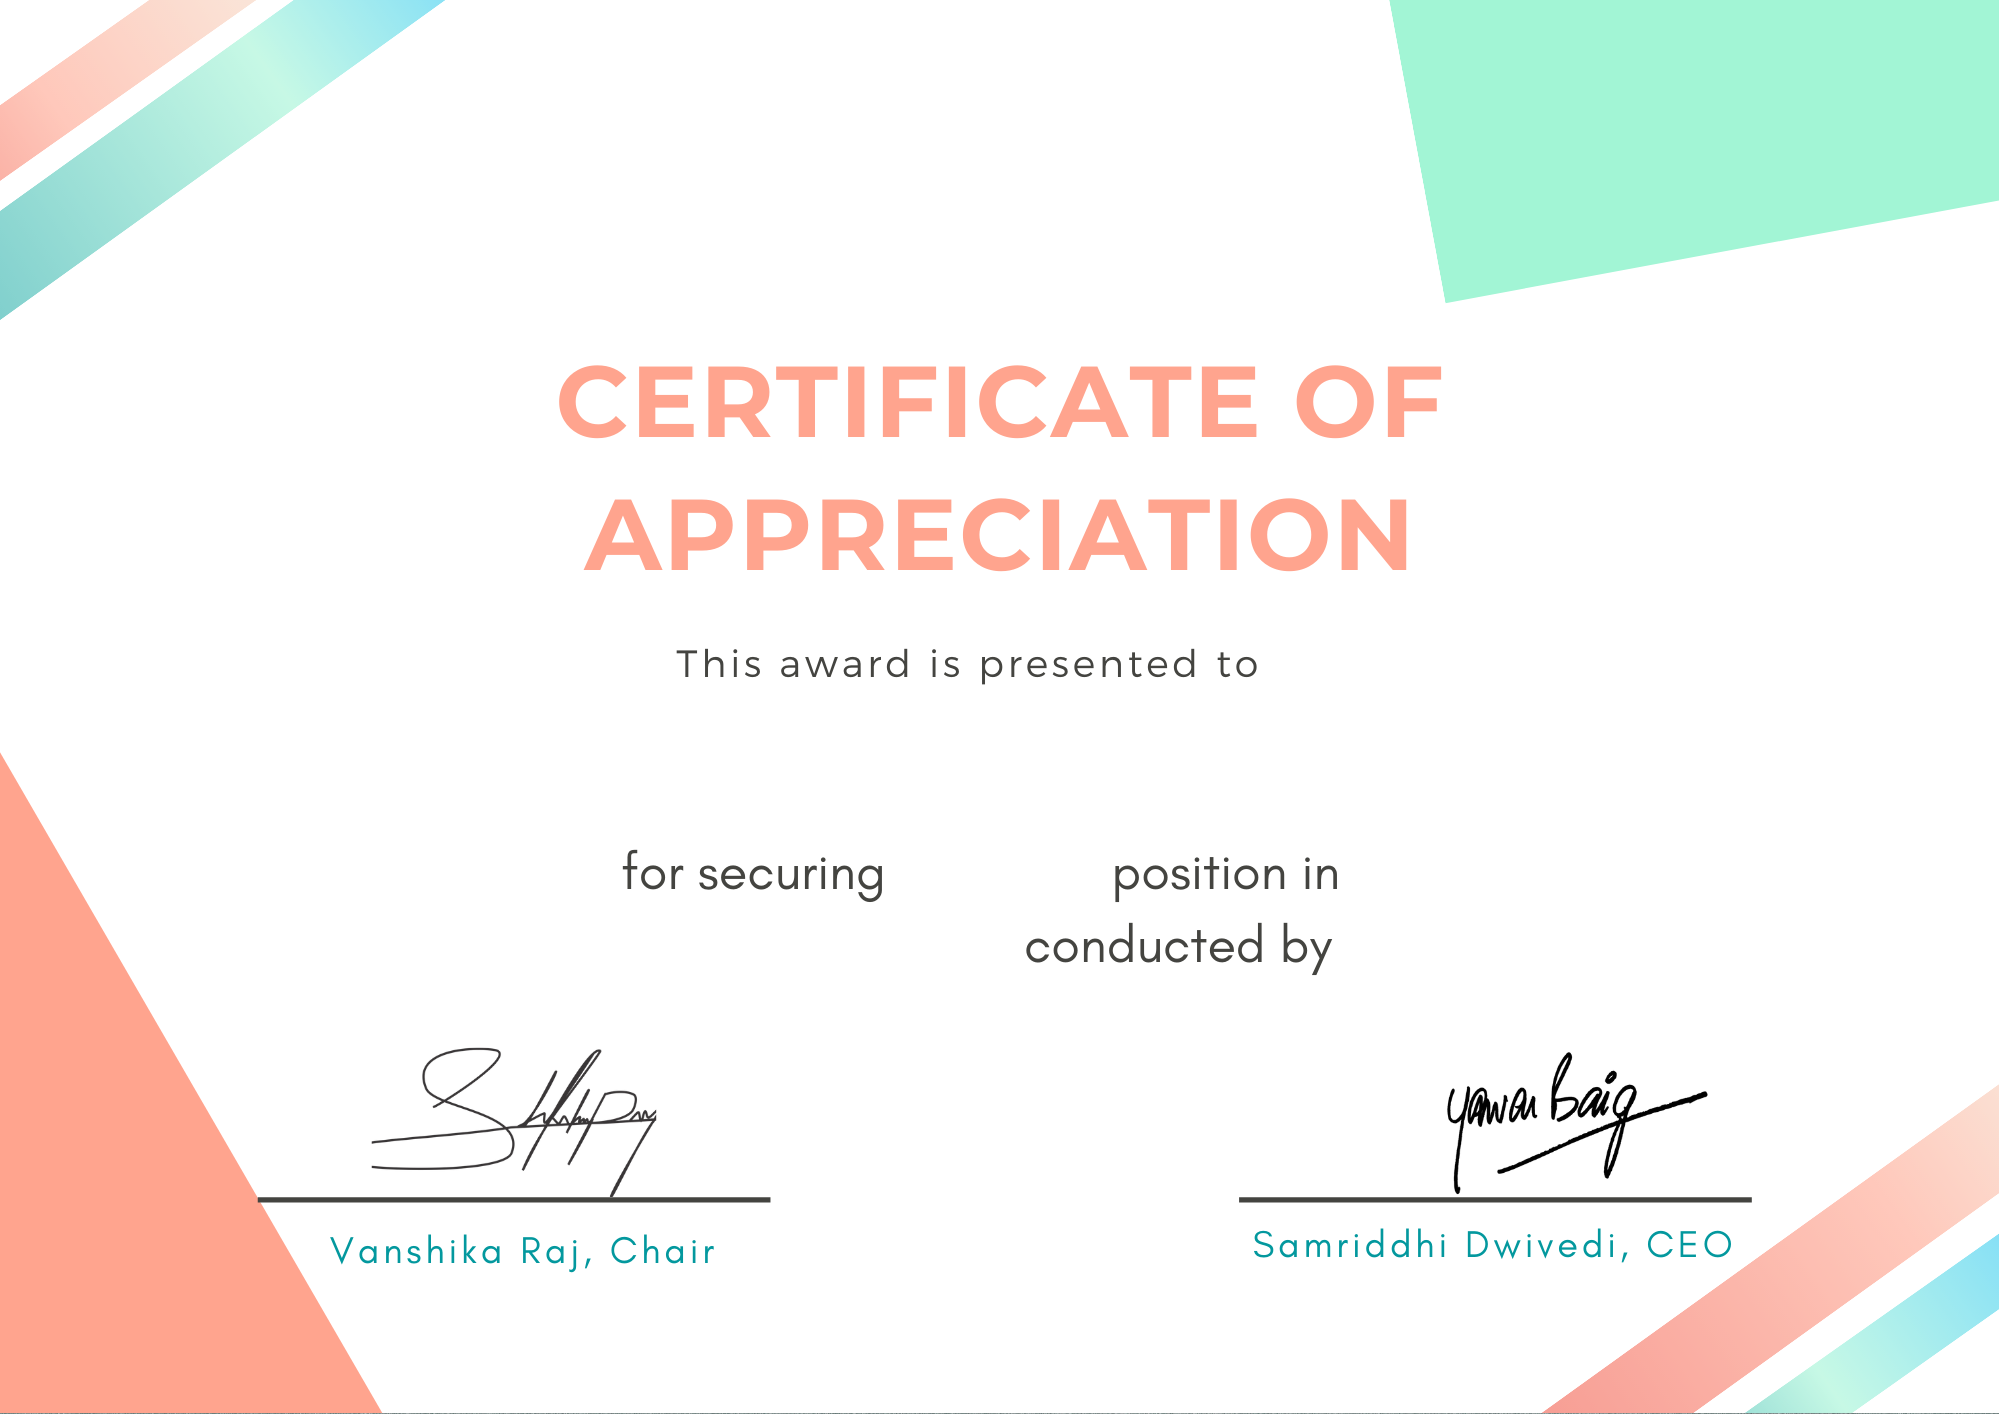 CERTIFICATE OF
APPRECIATION
This award is presented to
for securing position in
conducted by
yawar baig
Vanshika Raj, Chair
Samriddhi Dwivedi, CEO